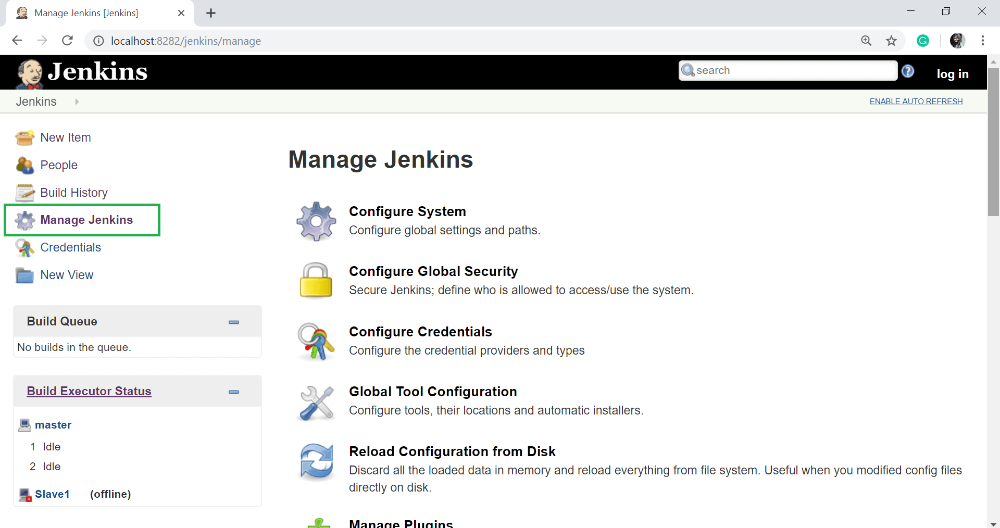 Manage Jenkins [Jenkins]
localhost:8282/jenkins/manage
Jenkins
search
log in
Jenkins
ENABLE AUTO REFRESH
New Item
People
Build History
Manage Jenkins
Credentials
New View
Build Queue
No builds in the queue.
Build Executor Status
master
1 Idle
2 Idle
Slave1 (offline)
Manage Jenkins
Configure System
Configure global settings and paths.
Configure Global Security
Secure Jenkins; define who is allowed to access/use the system.
Configure Credentials
Configure the credential providers and types
Global Tool Configuration
Configure tools, their locations and automatic installers.
Reload Configuration from Disk
Discard all the loaded data in memory and reload everything from file system. Useful when you modified config files
directly on disk.
Manage Plugins